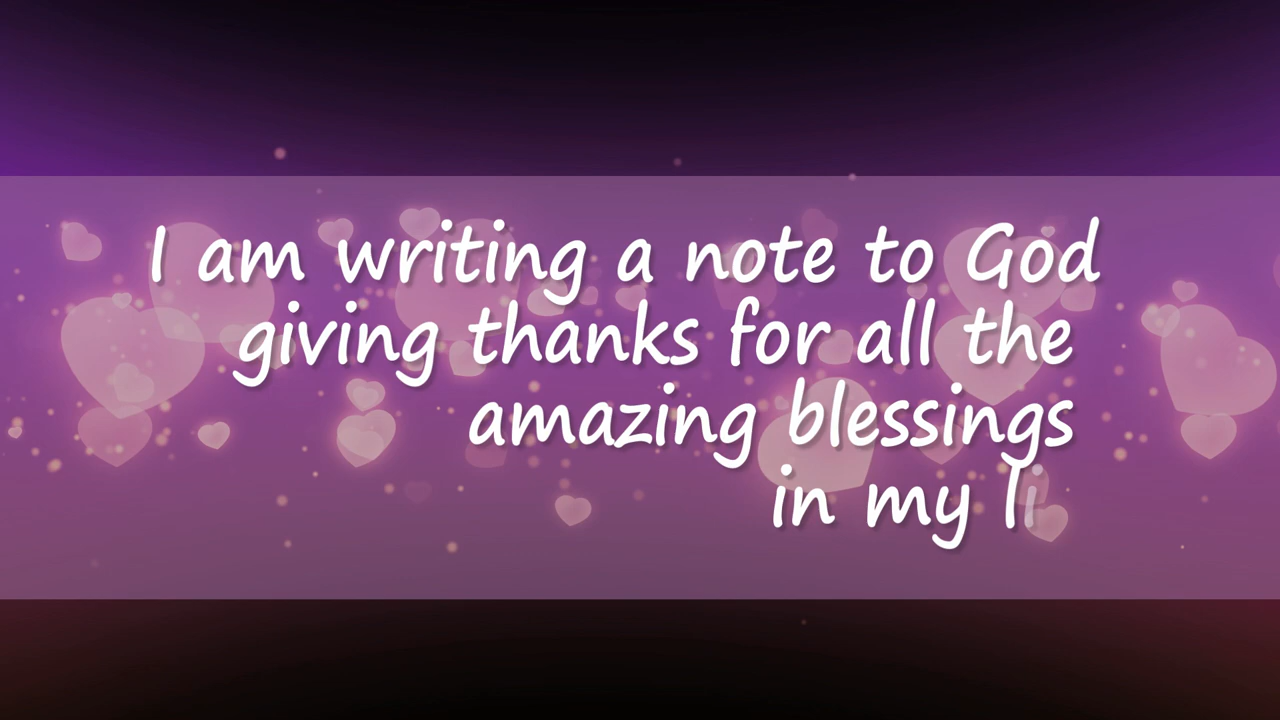 I am writing a note to God
giving thanks for all the
amazing blessings
in my li